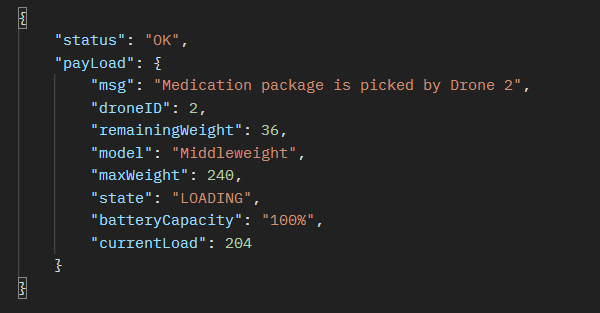 {
    "status": "OK",
    "payLoad": {
        "msg": "Medication package is picked by Drone 2",
        "droneID": 2,
        "remainingWeight": 36,
        "model": "Middleweight",
        "maxWeight": 240,
        "state": "LOADING",
        "batteryCapacity": "100%",
        "currentLoad": 204
    }
}